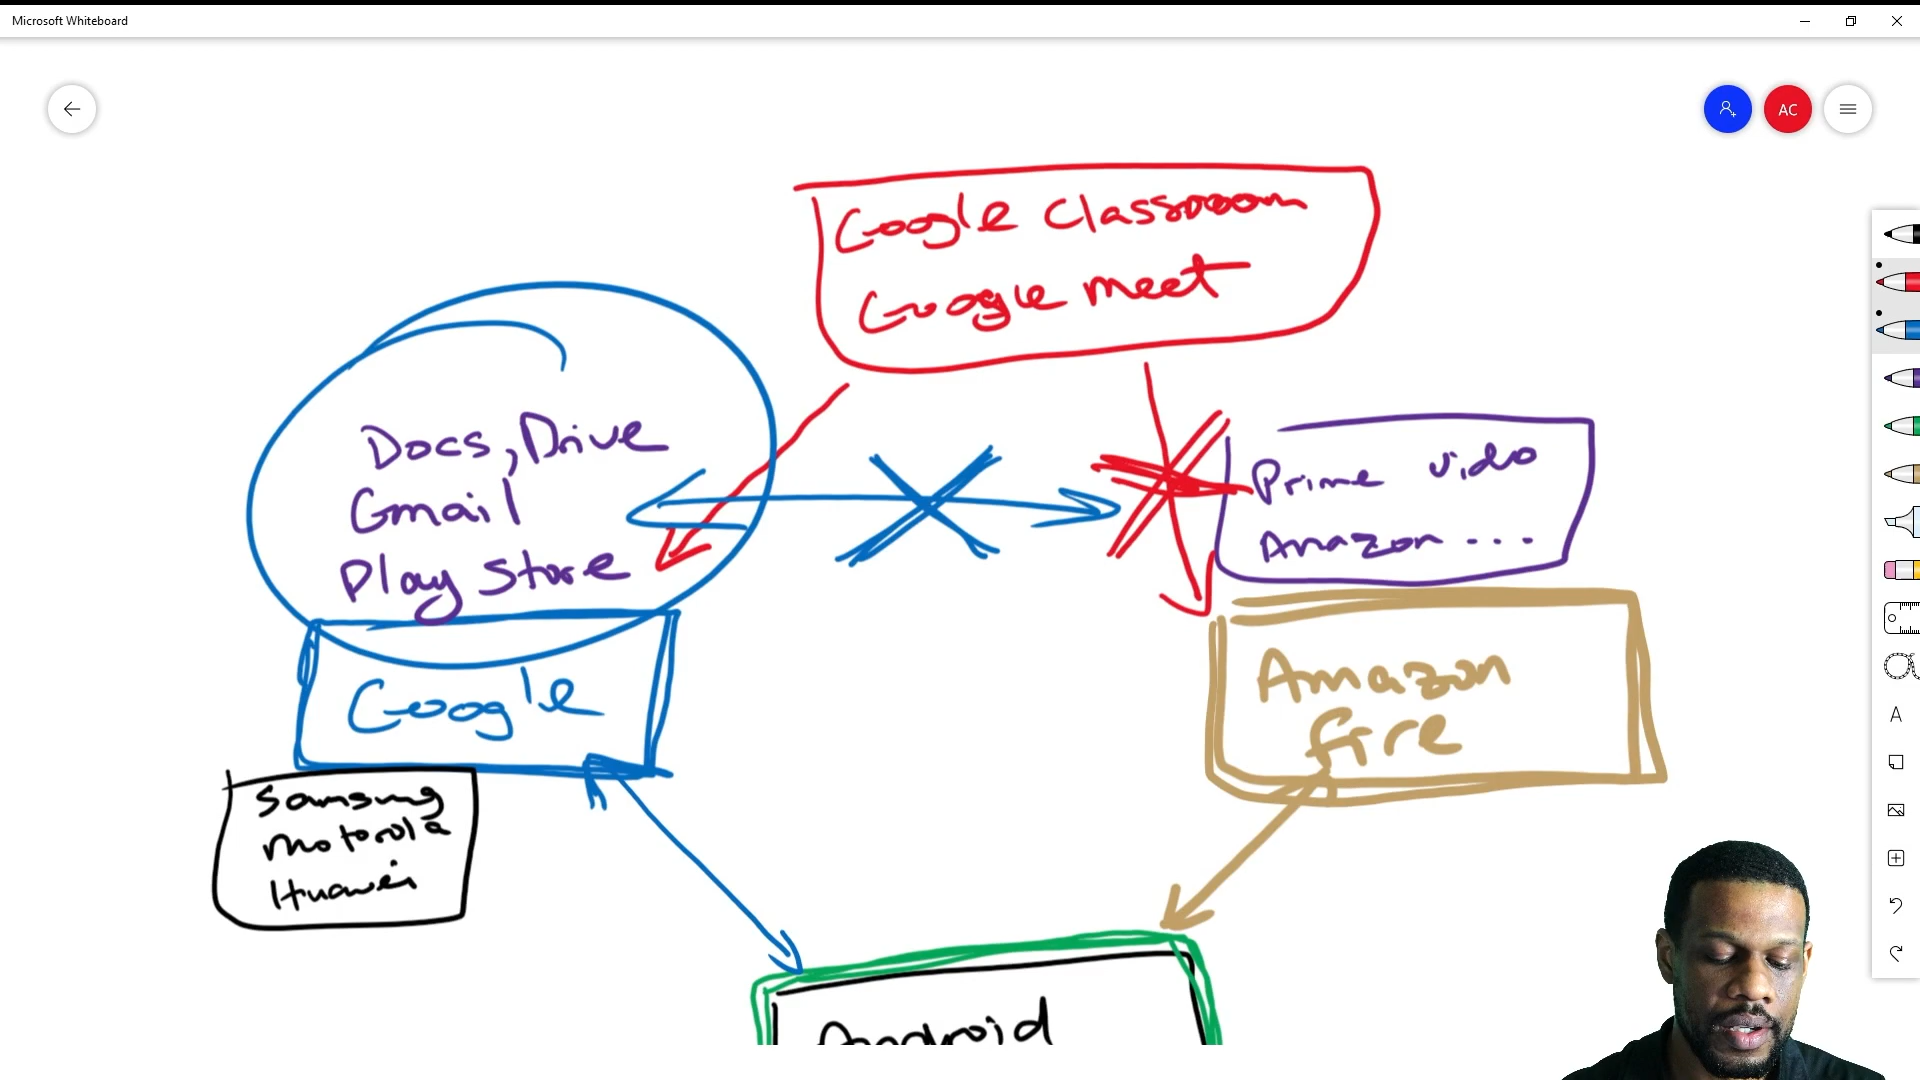 Microsoft Whiteboard
AC
Google Classroom
Google meet
Docs, Drive
Gmail
Play Store
Prime video
Amazon ...
Google
Amazon
fire
Samsung
Motorola
Huawei
Android
A